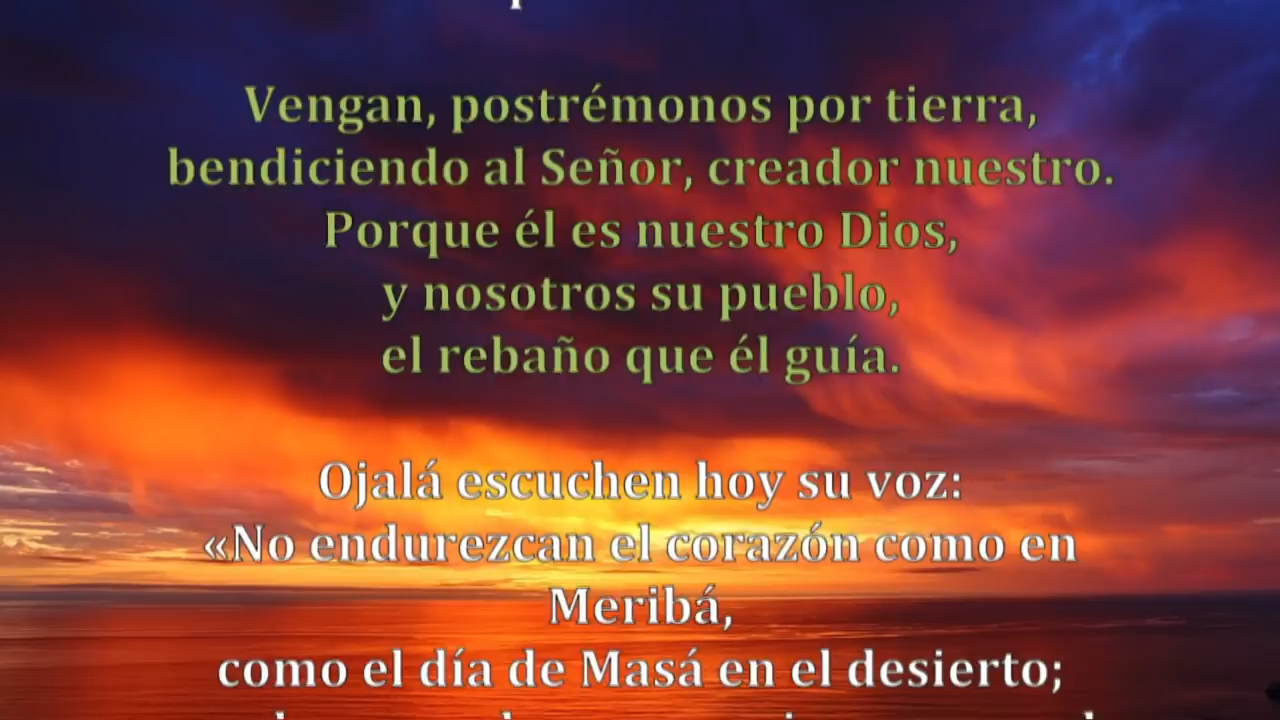 Vengan, postrémonos por tierra,
bendiciendo al Señor, creador nuestro.
Porque él es nuestro Dios,
y nosotros su pueblo,
el rebaño que él guía.
Ojalá escuchen hoy su voz:
«No endurezcan el corazón como en
Meribá,
como el día de Masá en el desierto;